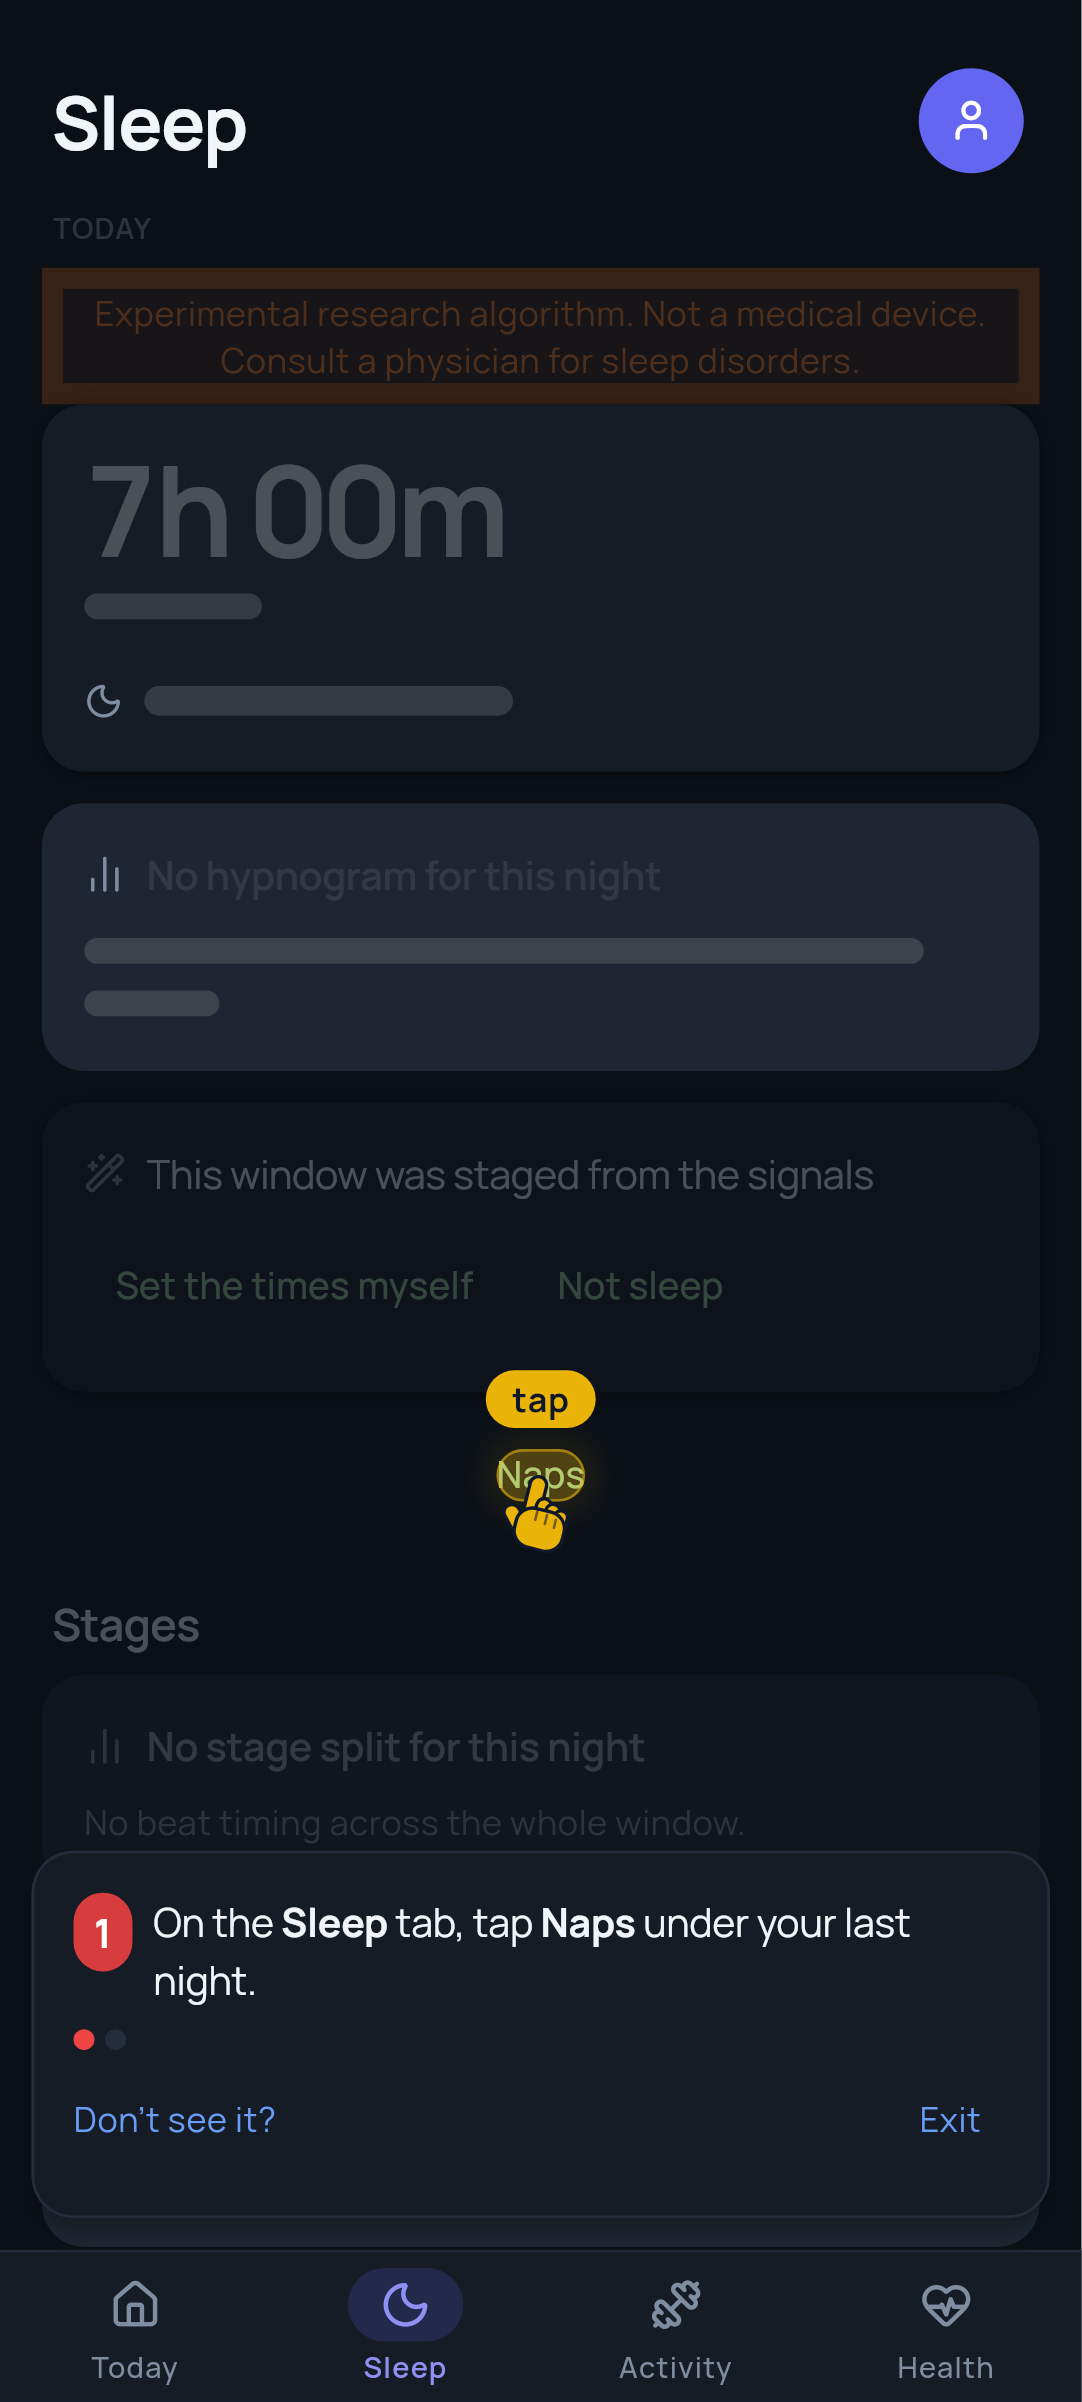 Sleep
TODAY
Experimental research algorithm. Not a medical device.
Consult a physician for sleep disorders.
7h 00m
No hypnogram for this night
This window was staged from the signals
Set the times myself Not sleep
tap
Naps
Stages
No stage split for this night
No beat timing across the whole window.
1 On the Sleep tab, tap Naps under your last
night.
Don't see it? Exit
Today Sleep Activity Health